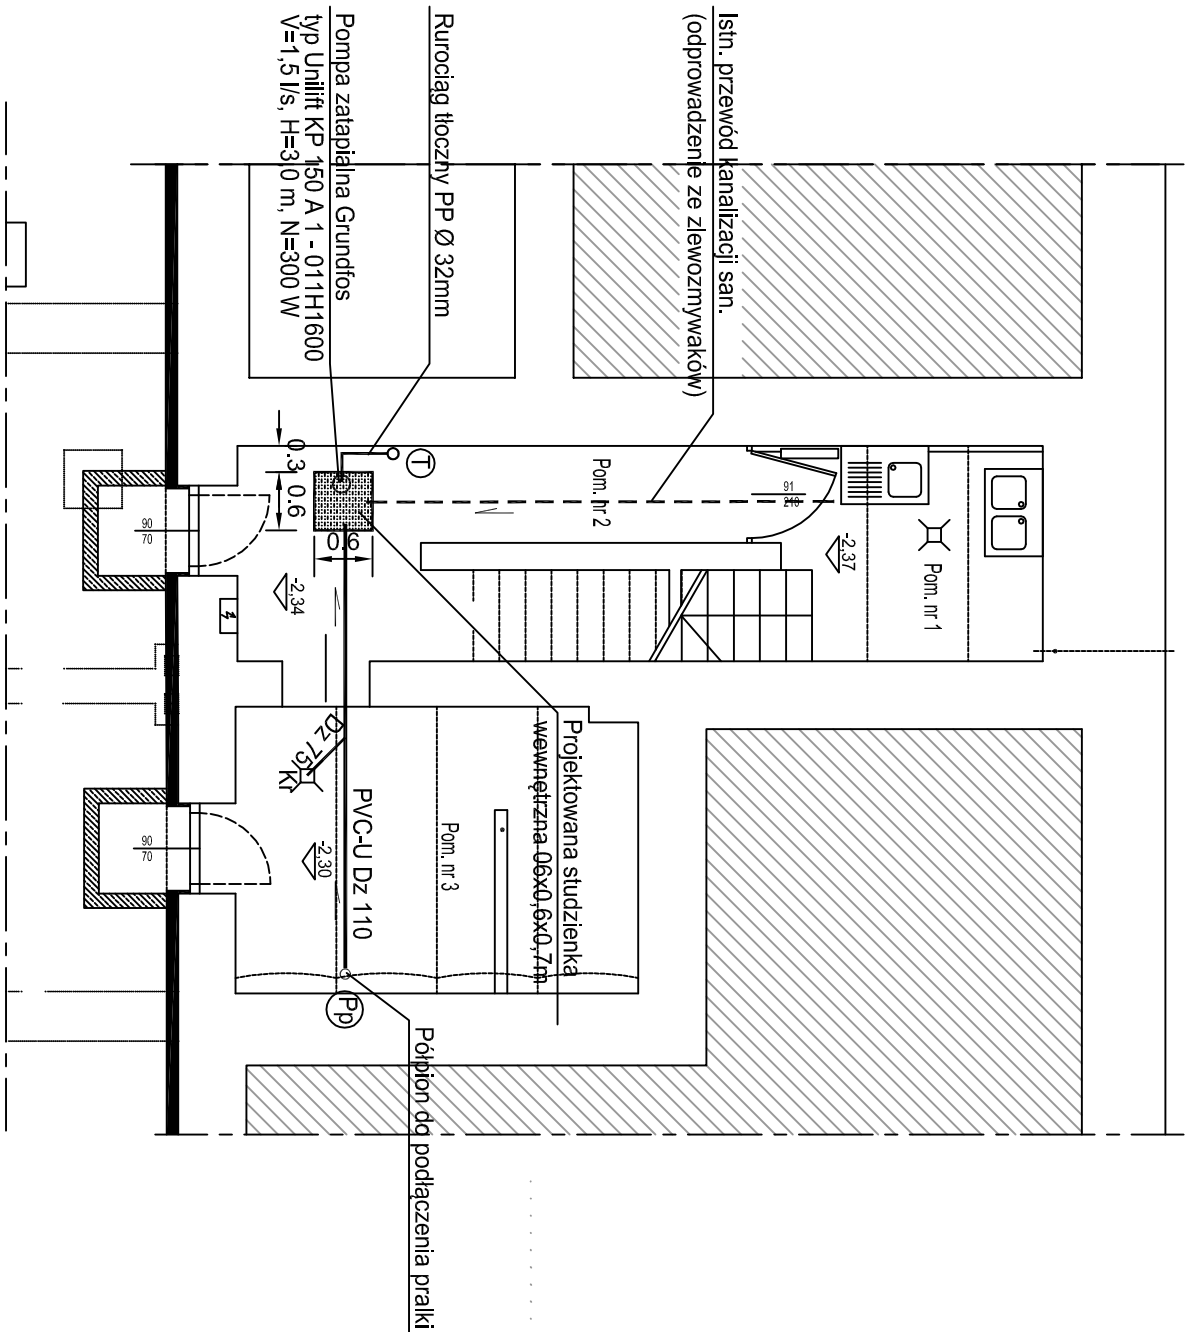 Istn. przewód kanalizacji san.
(odprowadzenie ze zlewozmywaków)
Rurociąg tłoczny PP Ø 32mm
Pompa zatapialna Grundfos
typ Unilift KP 150 A 1 - 011H1600
V=1,5 l/s, H=3,0 m, N=300 W
Pom. nr 1
-2,37
91
210
Pom. nr 2
T
0.3
0.6
0.6
-2,34
90
70
Projektowana studzienka
wewnętrzna 06x0,6x0,7m
Pom. nr 3
PVC-U Dz 110
Dz 75
Kr
-2,30
90
70
Pp
Półpion do podłączenia pralki